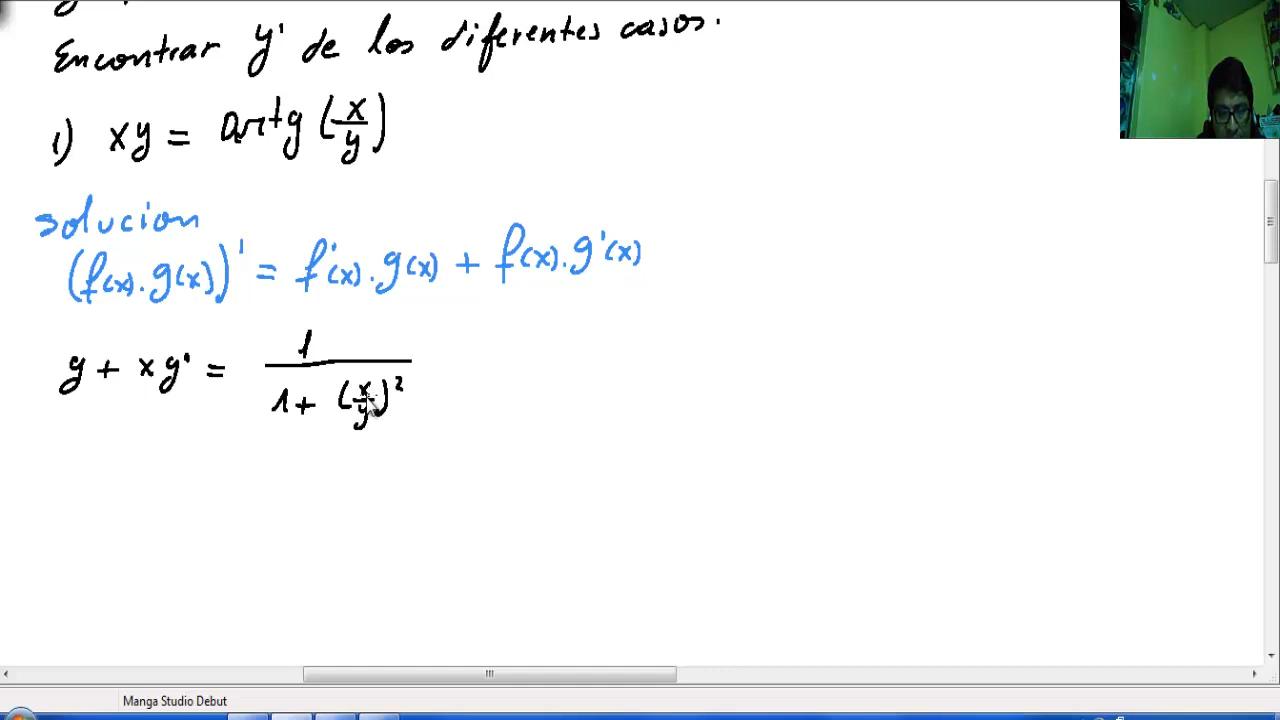 Encontrar y' de los diferentes casos.
1) xy = arctg (x/y)
solucion
(f(x).g(x))' = f'(x).g(x) + f(x).g'(x)
y + xy' = 1/(1+(x/y)²)
Manga Studio Debut